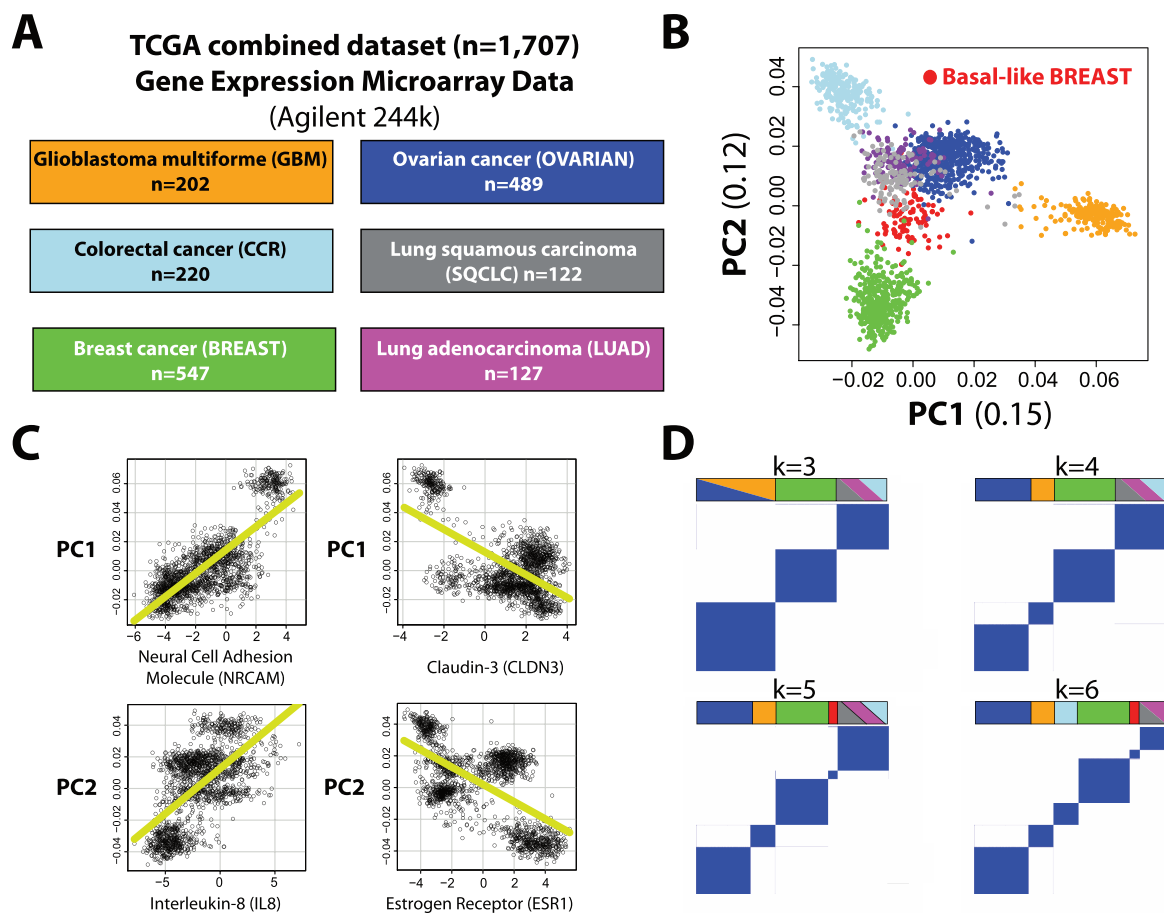 A
TCGA combined dataset (n=1,707)
Gene Expression Microarray Data
(Agilent 244k)
Glioblastoma multiforme (GBM)
n=202
Ovarian cancer (OVARIAN)
n=489
Colorectal cancer (CCR)
n=220
Lung squamous carcinoma
(SQCLC) n=122
Breast cancer (BREAST)
n=547
Lung adenocarcinoma (LUAD)
n=127
B
Basal-like BREAST
PC2 (0.12)
0.04
0.02
0.00
−0.02
−0.04
−0.02 0.00 0.02 0.04 0.06
PC1 (0.15)
C
PC1
0.06
0.04
0.02
0.00
−0.02
−6 −4 −2 0 2 4
Neural Cell Adhesion
Molecule (NRCAM)
PC1
0.06
0.04
0.02
0.00
−0.02
−4 −2 0 2 4
Claudin-3 (CLDN3)
PC2
0.04
0.02
0.00
−0.02
−0.04
−5 0 5
Interleukin-8 (IL8)
PC2
0.04
0.02
0.00
−0.02
−0.04
−4 −2 0 2 4
Estrogen Receptor (ESR1)
D
k=3
k=4
k=5
k=6